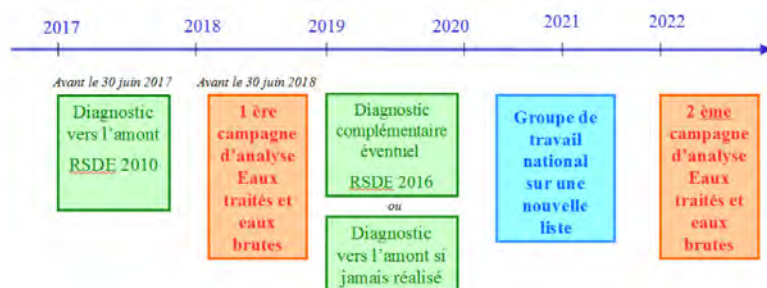 2017 2018 2019 2020 2021 2022
Avant le 30 juin 2017
Diagnostic
vers l'amont
RSDE 2010
Avant le 30 juin 2018
1 ère
campagne
d'analyse
Eaux
traités et
eaux
brutes
Diagnostic
complémentaire
éventuel
RSDE 2016
ou
Diagnostic
vers l'amont si
jamais réalisé
Groupe de
travail
national
sur une
nouvelle
liste
2 ème
campagne
d'analyse
Eaux
traités et
eaux
brutes